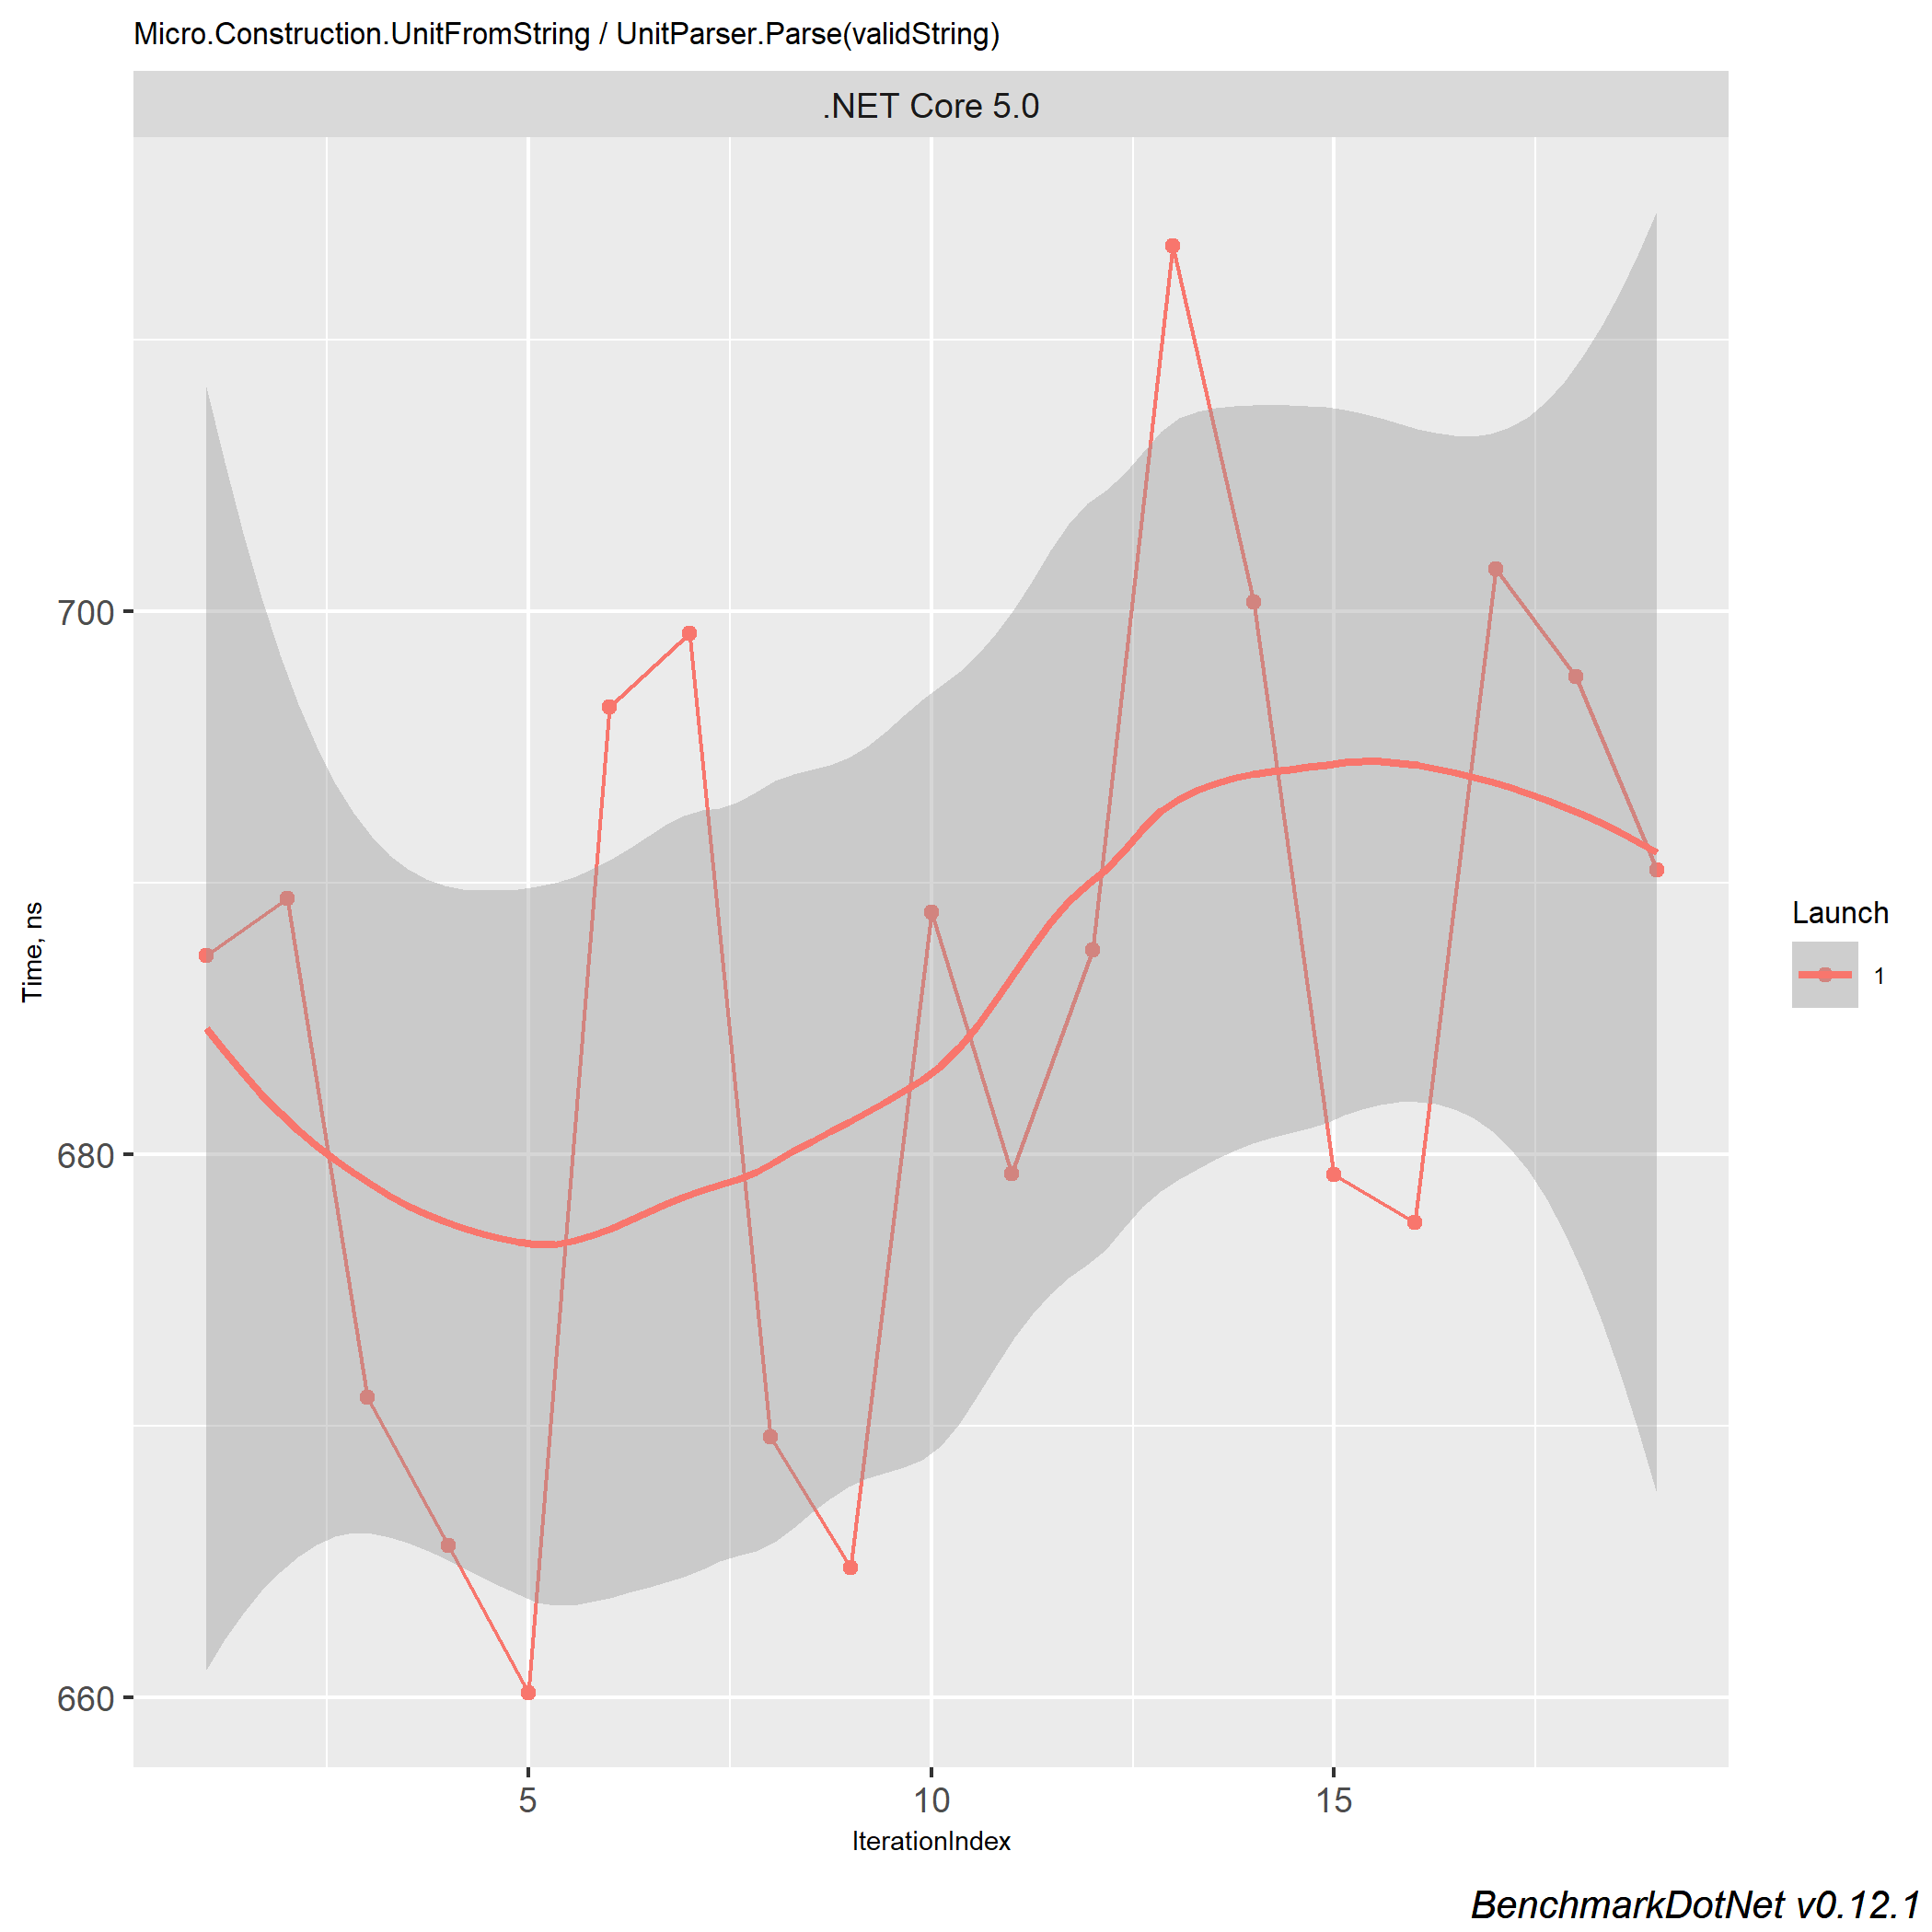 Micro.Construction.UnitFromString / UnitParser.Parse(validString)
.NET Core 5.0
700
680
660
Time, ns
5
10
15
IterationIndex
Launch
1
BenchmarkDotNet v0.12.1